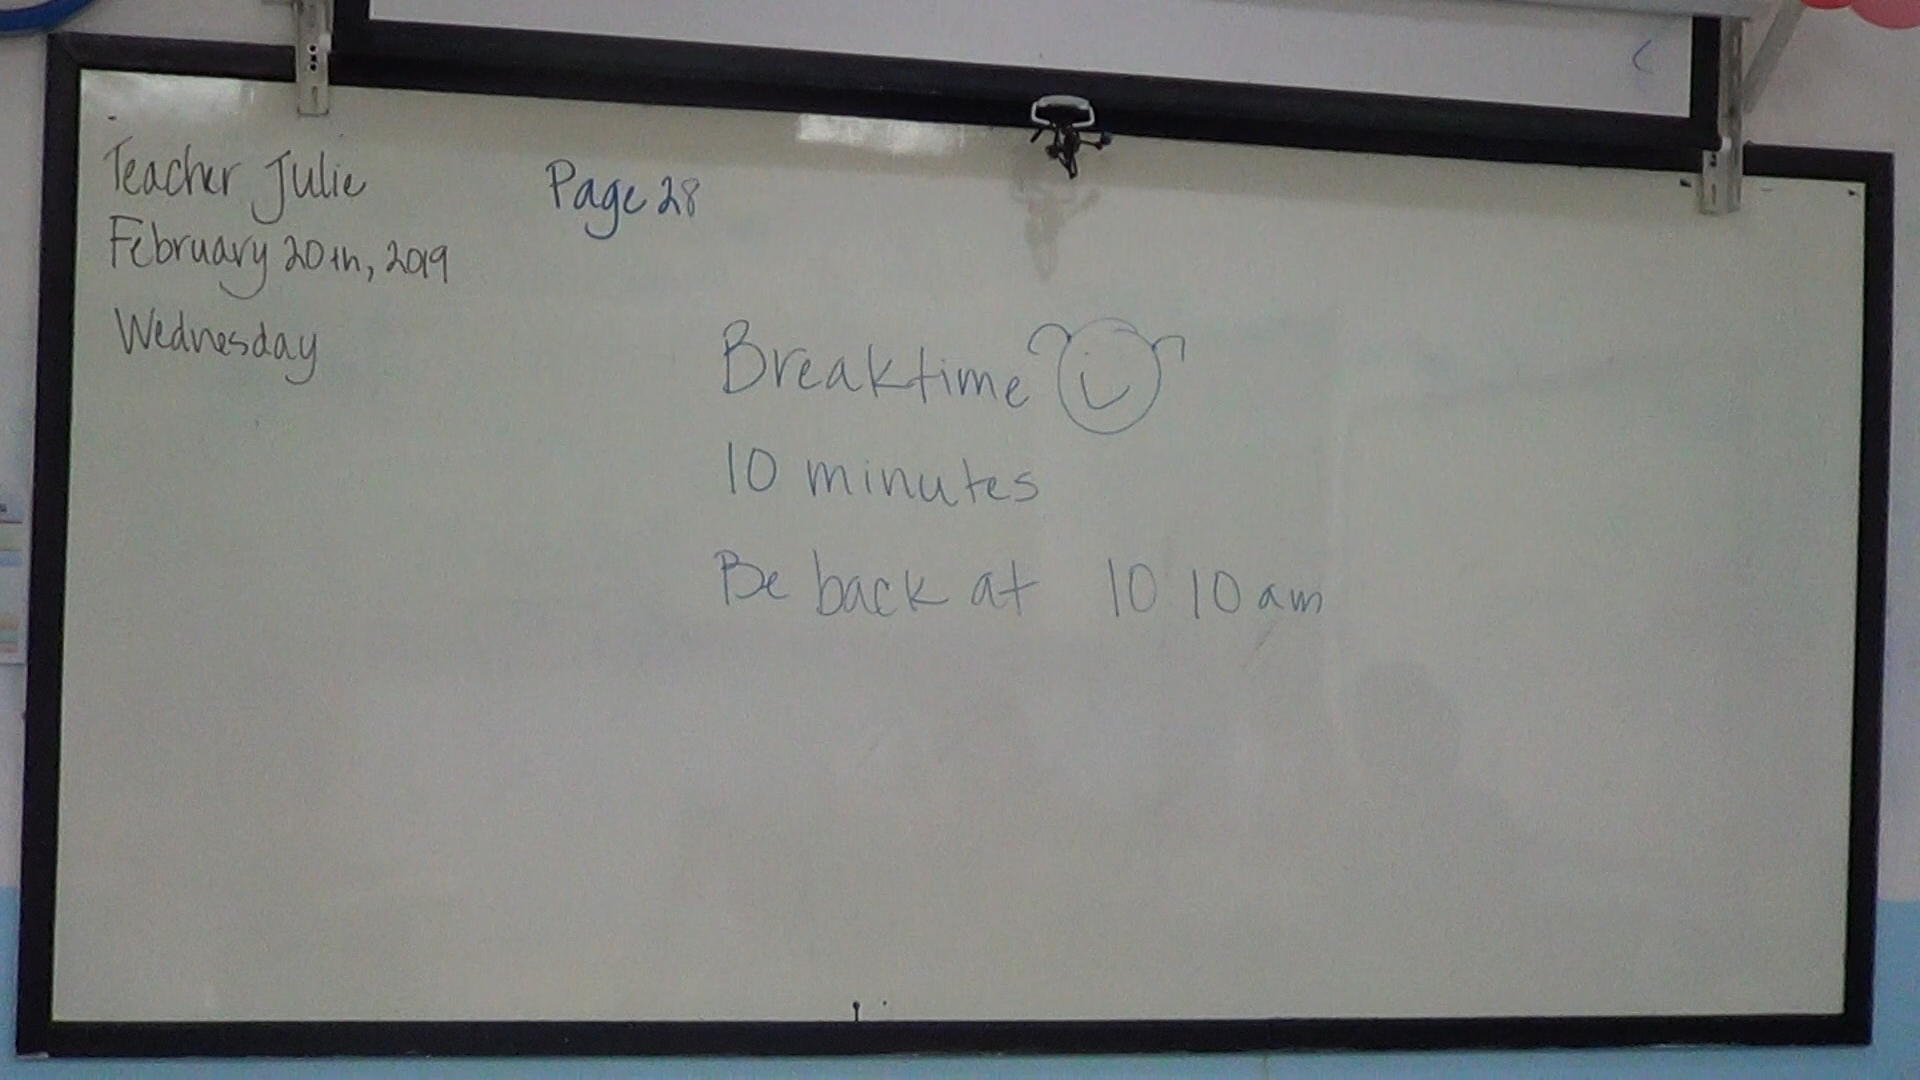 Teacher Julie
February 20th, 2019
Wednesday
Page 28
Breaktime
10 minutes
Be back at 10 10 am